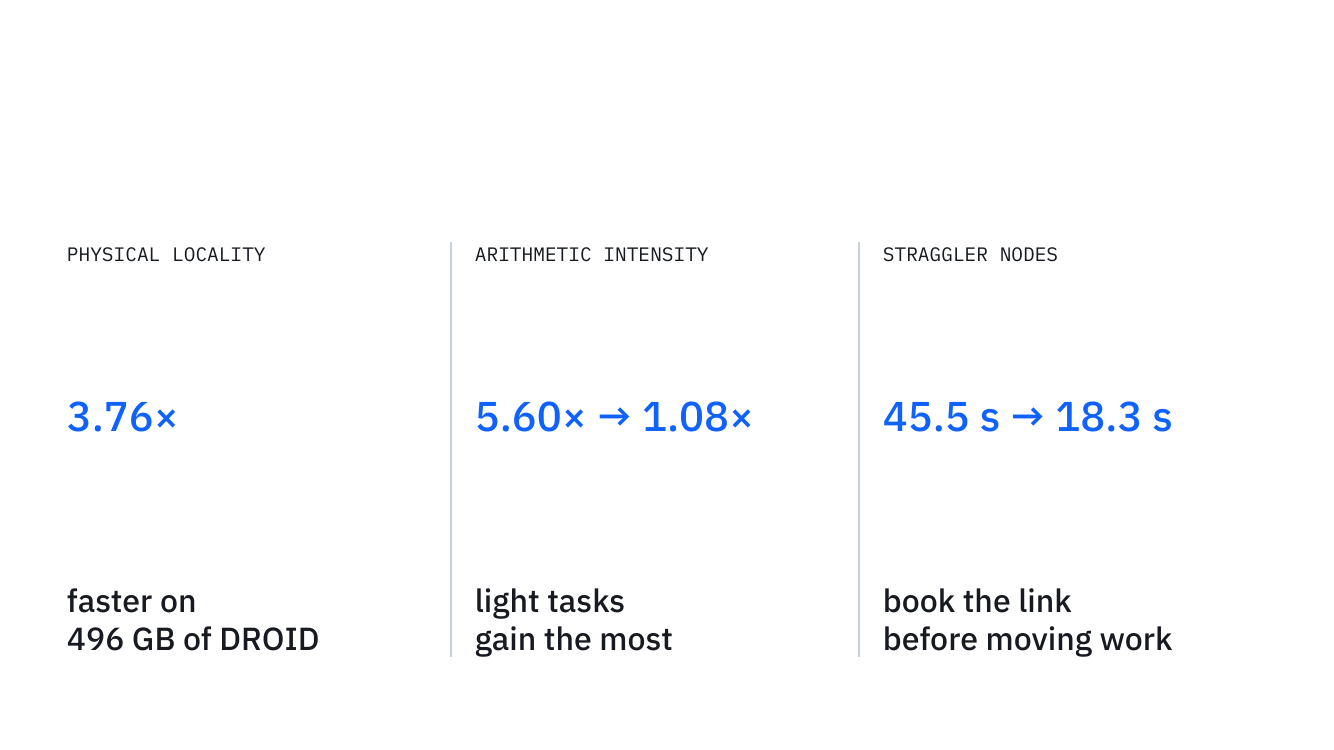 PHYSICAL LOCALITY
3.76×
faster on
496 GB of DROID
ARITHMETIC INTENSITY
5.60× → 1.08×
light tasks
gain the most
STRAGGLER NODES
45.5 s → 18.3 s
book the link
before moving work